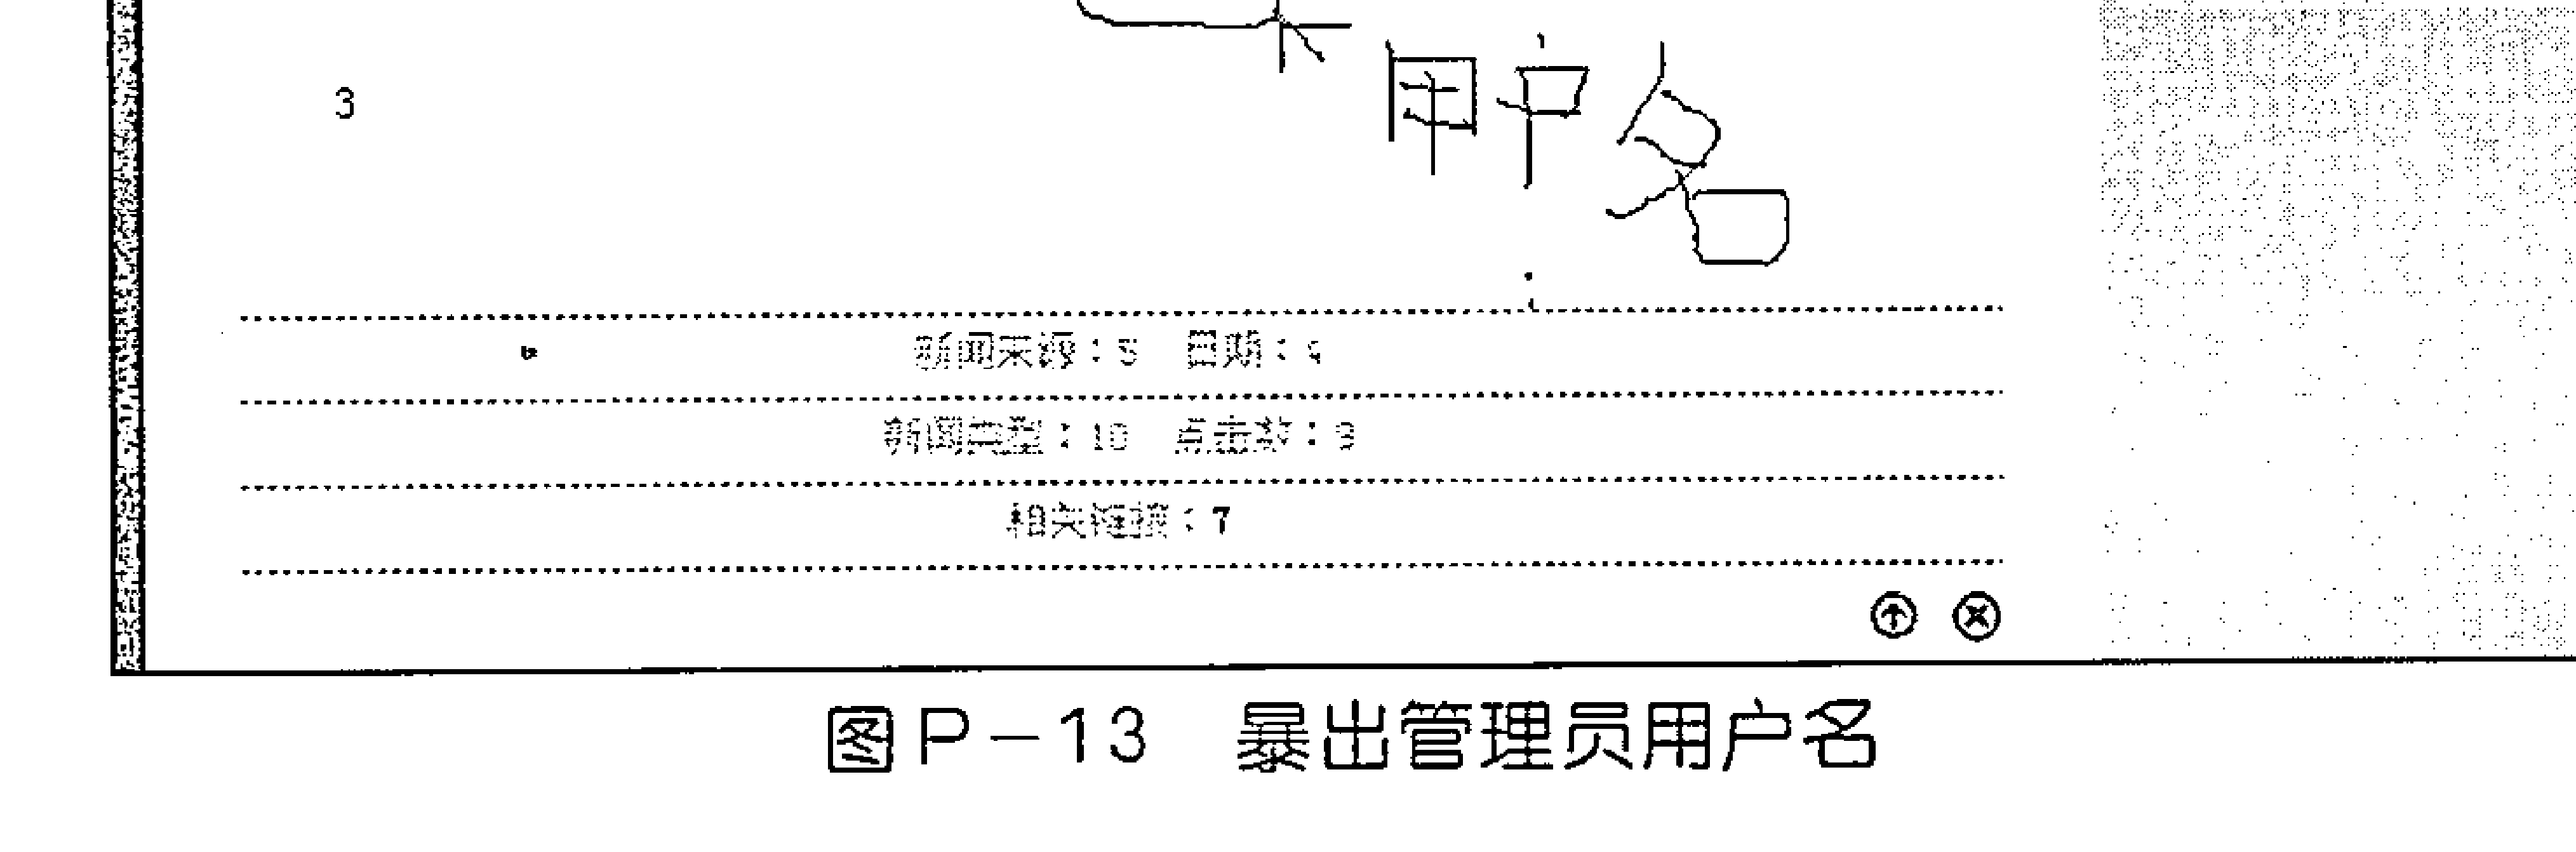 用户名
3
新闻来源：5 日期：4
新闻类型：10 点击数：9
相关链接：7
图P-13 暴出管理员用户名